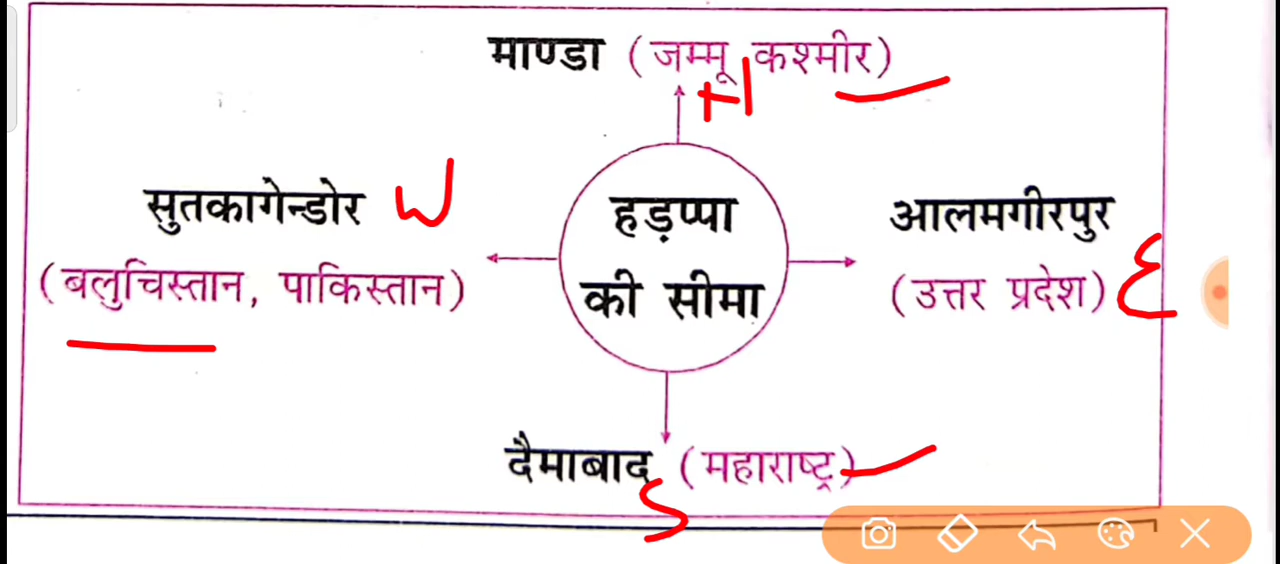 माण्डा (जम्मू कश्मीर)
H
सुतकागेन्डोर W
(बलुचिस्तान, पाकिस्तान)
हड़प्पा
की सीमा
आलमगीरपुर
(उत्तर प्रदेश) E
दैमाबाद (महाराष्ट्र)
S